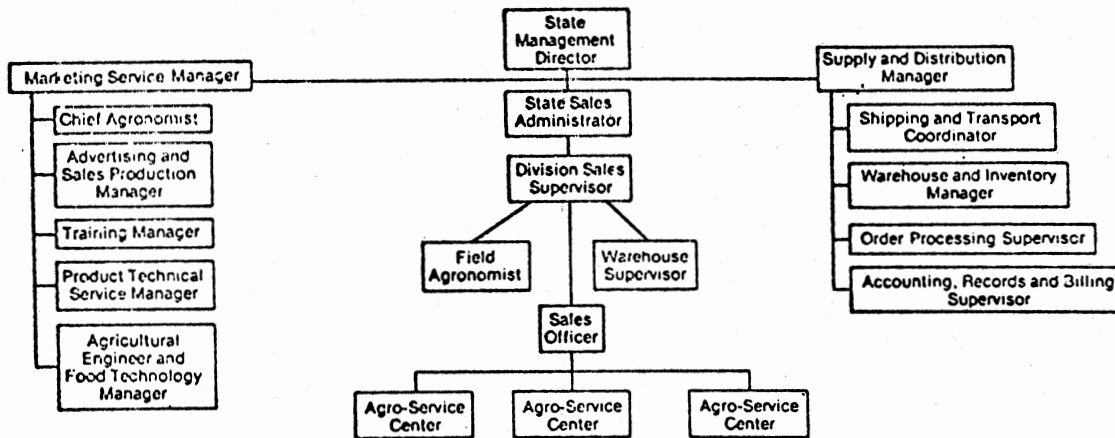 State
Management
Director
Marketing Service Manager
Supply and Distribution
Manager
Chief Agronomist
State Sales
Administrator
Shipping and Transport
Coordinator
Advertising and
Sales Production
Manager
Division Sales
Supervisor
Warehouse and Inventory
Manager
Training Manager
Field
Agronomist
Warehouse
Supervisor
Order Processing Supervisor
Product Technical
Service Manager
Accounting, Records and Billing
Supervisor
Sales
Officer
Agricultural
Engineer and
Food Technology
Manager
Agro-Service
Center
Agro-Service
Center
Agro-Service
Center